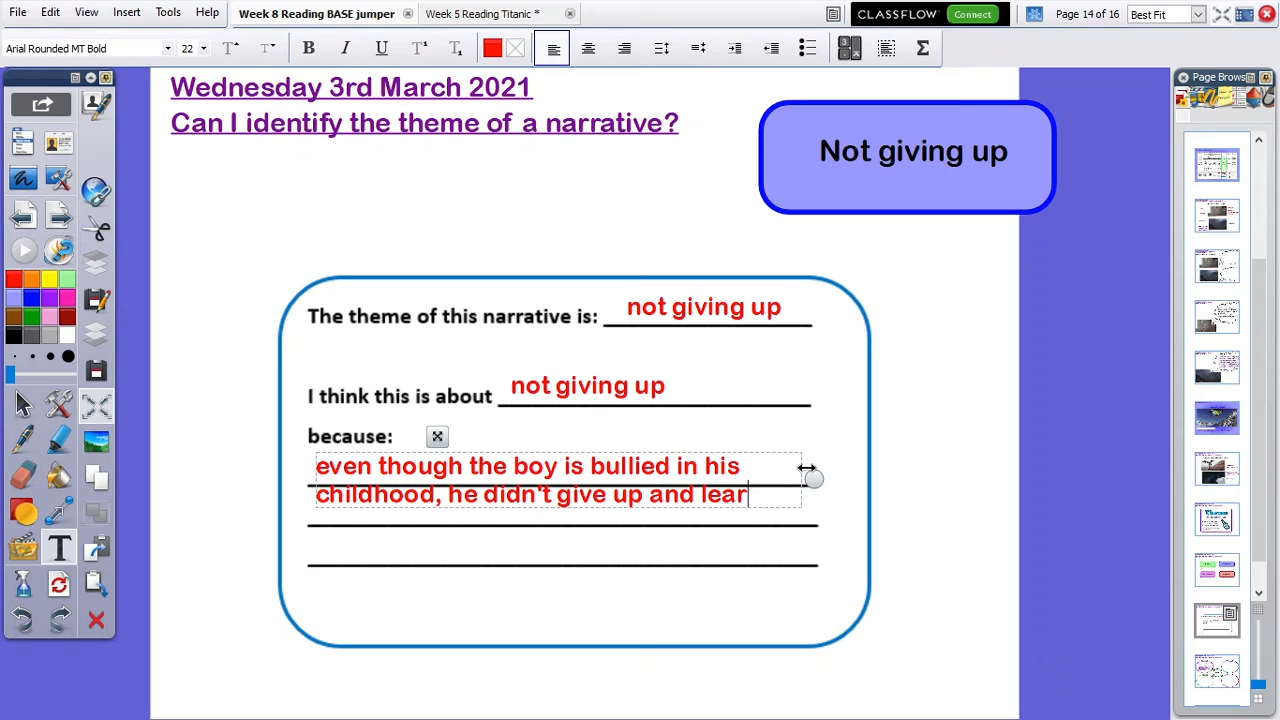 File Edit View Insert Tools Help
Week 8 Reading BASE jumper
Week 5 Reading Titanic *
CLASSFLOW Connect
Page 14 of 16
Best Fit
Arial Rounded MT Bold
22
Page Brows
Wednesday 3rd March 2021
Can I identify the theme of a narrative?
Not giving up
The theme of this narrative is: not giving up
I think this is about not giving up
because:
even though the boy is bullied in his
childhood, he didn't give up and lear